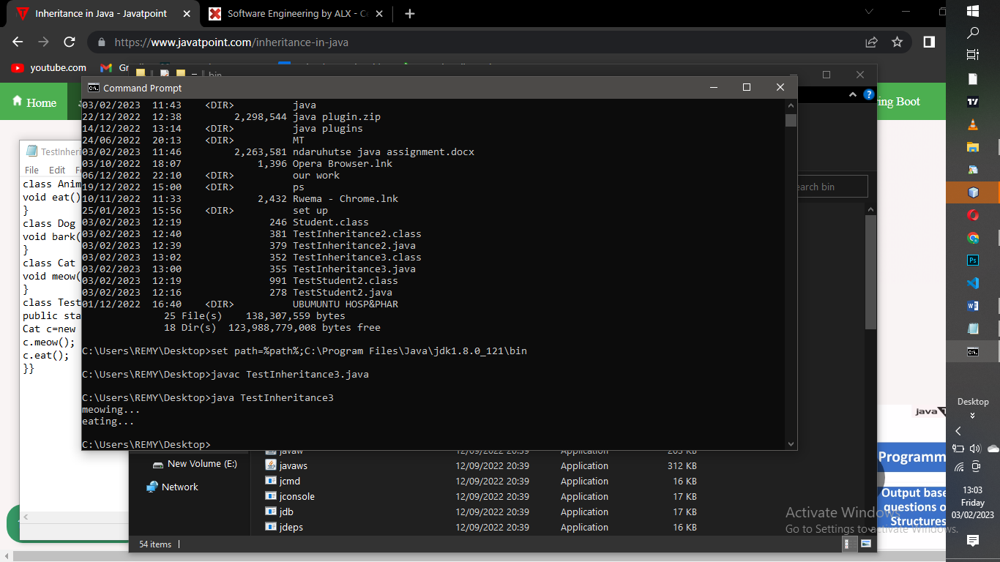 Inheritance in Java - Javatpoint
Software Engineering by ALX - Ce
https://www.javatpoint.com/inheritance-in-java
youtube.com
bin
Command Prompt
Home
ing Boot
03/02/2023 11:43 <DIR> java
22/12/2022 12:38 2,298,544 java plugin.zip
14/12/2022 13:14 <DIR> java plugins
24/06/2022 20:13 <DIR> MT
03/02/2023 11:46 2,263,581 ndaruhutse java assignment.docx
03/10/2022 18:07 1,396 Opera Browser.lnk
06/12/2022 22:10 <DIR> our work
19/12/2022 15:00 <DIR> ps
10/11/2022 11:33 2,432 Rwema - Chrome.lnk
25/01/2023 15:56 <DIR> set up
03/02/2023 12:19 246 Student.class
03/02/2023 12:40 381 TestInheritance2.class
03/02/2023 12:39 379 TestInheritance2.java
03/02/2023 13:02 352 TestInheritance3.class
03/02/2023 13:00 355 TestInheritance3.java
03/02/2023 12:19 991 TestStudent2.class
03/02/2023 12:16 278 TestStudent2.java
01/12/2022 16:40 <DIR> UBUMUNTU HOSP&PHAR
25 File(s) 138,307,559 bytes
18 Dir(s) 123,988,779,008 bytes free
C:\Users\REMY\Desktop>set path=%path%;C:\Program Files\Java\jdk1.8.0_121\bin
C:\Users\REMY\Desktop>javac TestInheritance3.java
C:\Users\REMY\Desktop>java TestInheritance3
meowing...
eating...
C:\Users\REMY\Desktop>
TestInheri
File Edit F
class Anim
void eat()
}
class Dog
void bark(
}
class Cat
void meow(
}
class Test
public sta
Cat c=new
c.meow();
c.eat();
}}
earch bin
New Volume (E:)
Network
javaw 12/09/2022 20:39 Application 203 KB
javaws 12/09/2022 20:39 Application 312 KB
jcmd 12/09/2022 20:39 Application 16 KB
jconsole 12/09/2022 20:39 Application 17 KB
jdb 12/09/2022 20:39 Application 17 KB
jdeps 12/09/2022 20:39 Application 16 KB
54 items
Java T
Programm
Output base
questions o
Structures
Activate Windows
Go to Settings to activate Windows.
Ps
Desktop
13:03
Friday
03/02/2023